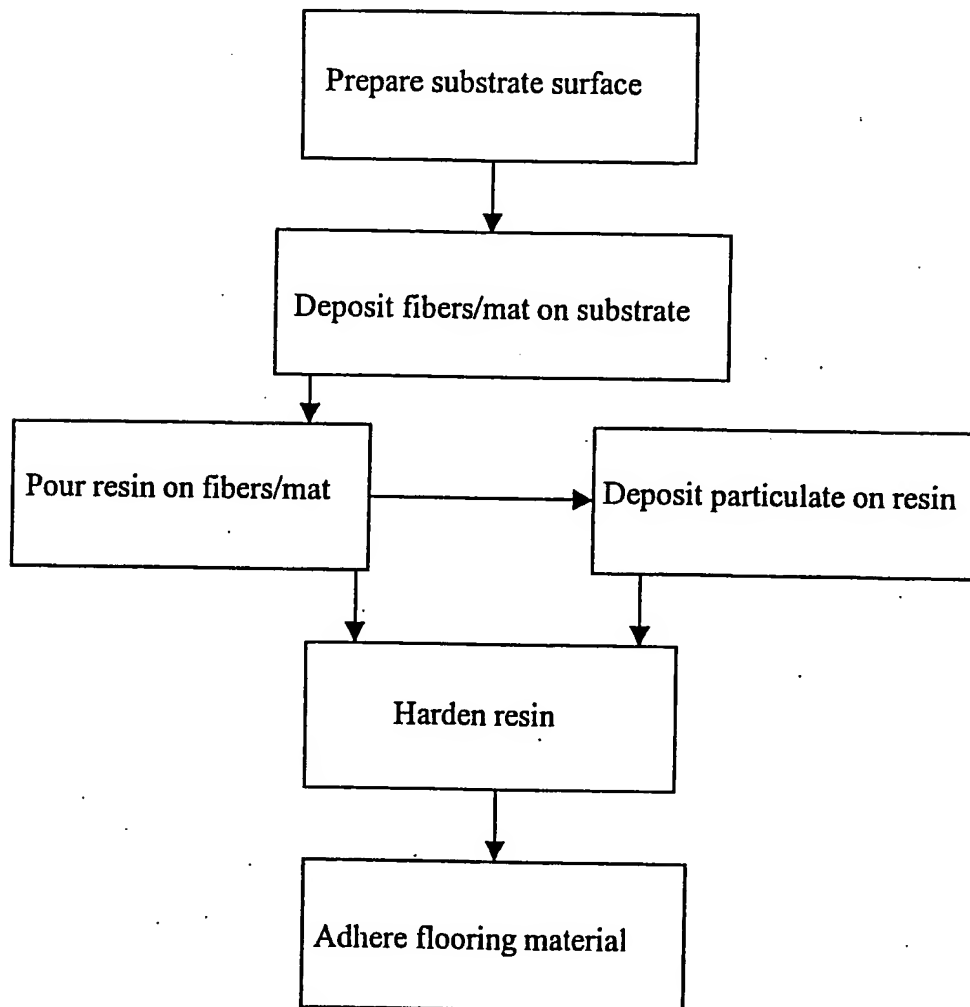 Prepare substrate surface
Deposit fibers/mat on substrate
Pour resin on fibers/mat
Deposit particulate on resin
Harden resin
Adhere flooring material